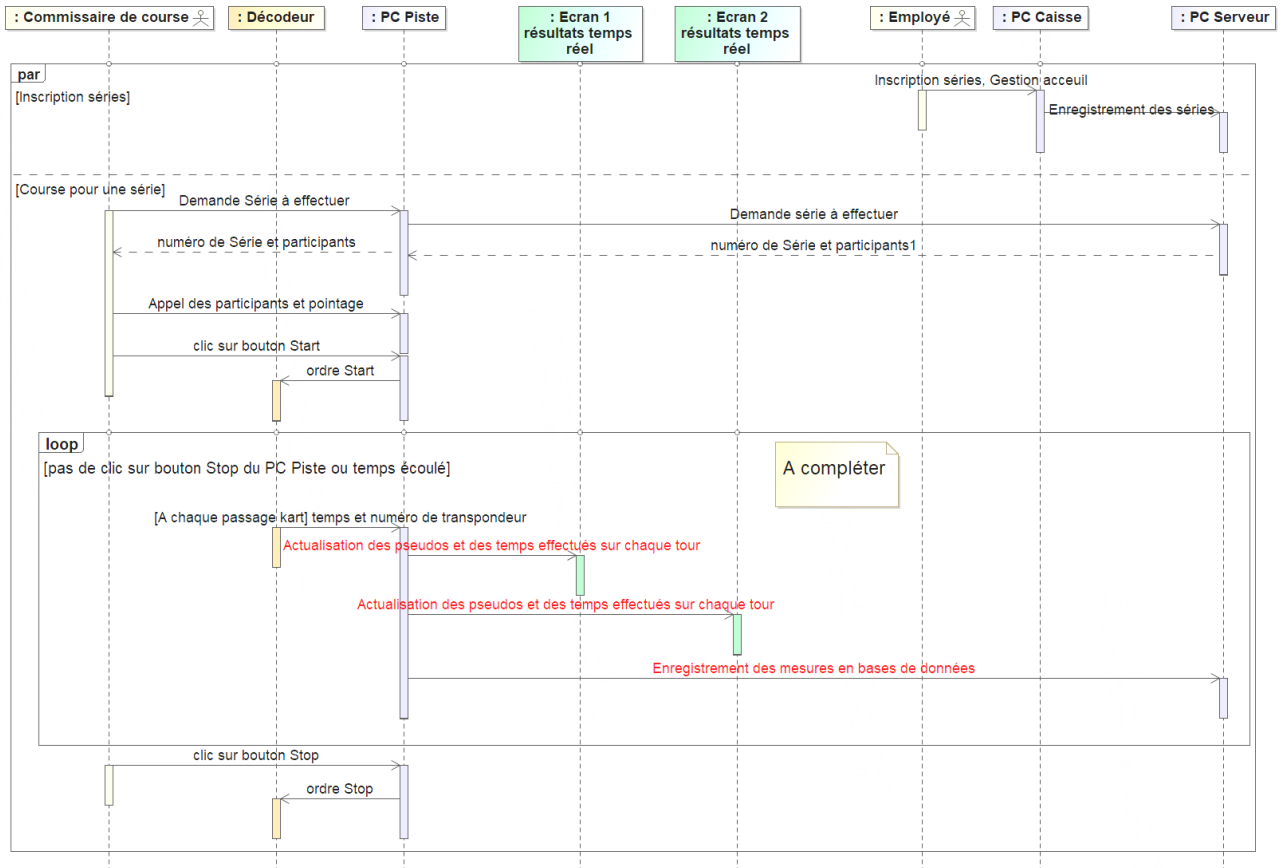 : Commissaire de course
: Décodeur
: PC Piste
: Ecran 1
résultats temps
réel
: Ecran 2
résultats temps
réel
: Employé
: PC Caisse
: PC Serveur
par
[Inscription séries]
Inscription séries, Gestion acceuil
Enregistrement des séries
[Course pour une série]
Demande Série à effectuer
Demande série à effectuer
numéro de Série et participants
numéro de Série et participants1
Appel des participants et pointage
clic sur bouton Start
ordre Start
loop
[pas de clic sur bouton Stop du PC Piste ou temps écoulé]
A compléter
[A chaque passage kart] temps et numéro de transpondeur
Actualisation des pseudos et des temps effectués sur chaque tour
Actualisation des pseudos et des temps effectués sur chaque tour
Enregistrement des mesures en bases de données
clic sur bouton Stop
ordre Stop